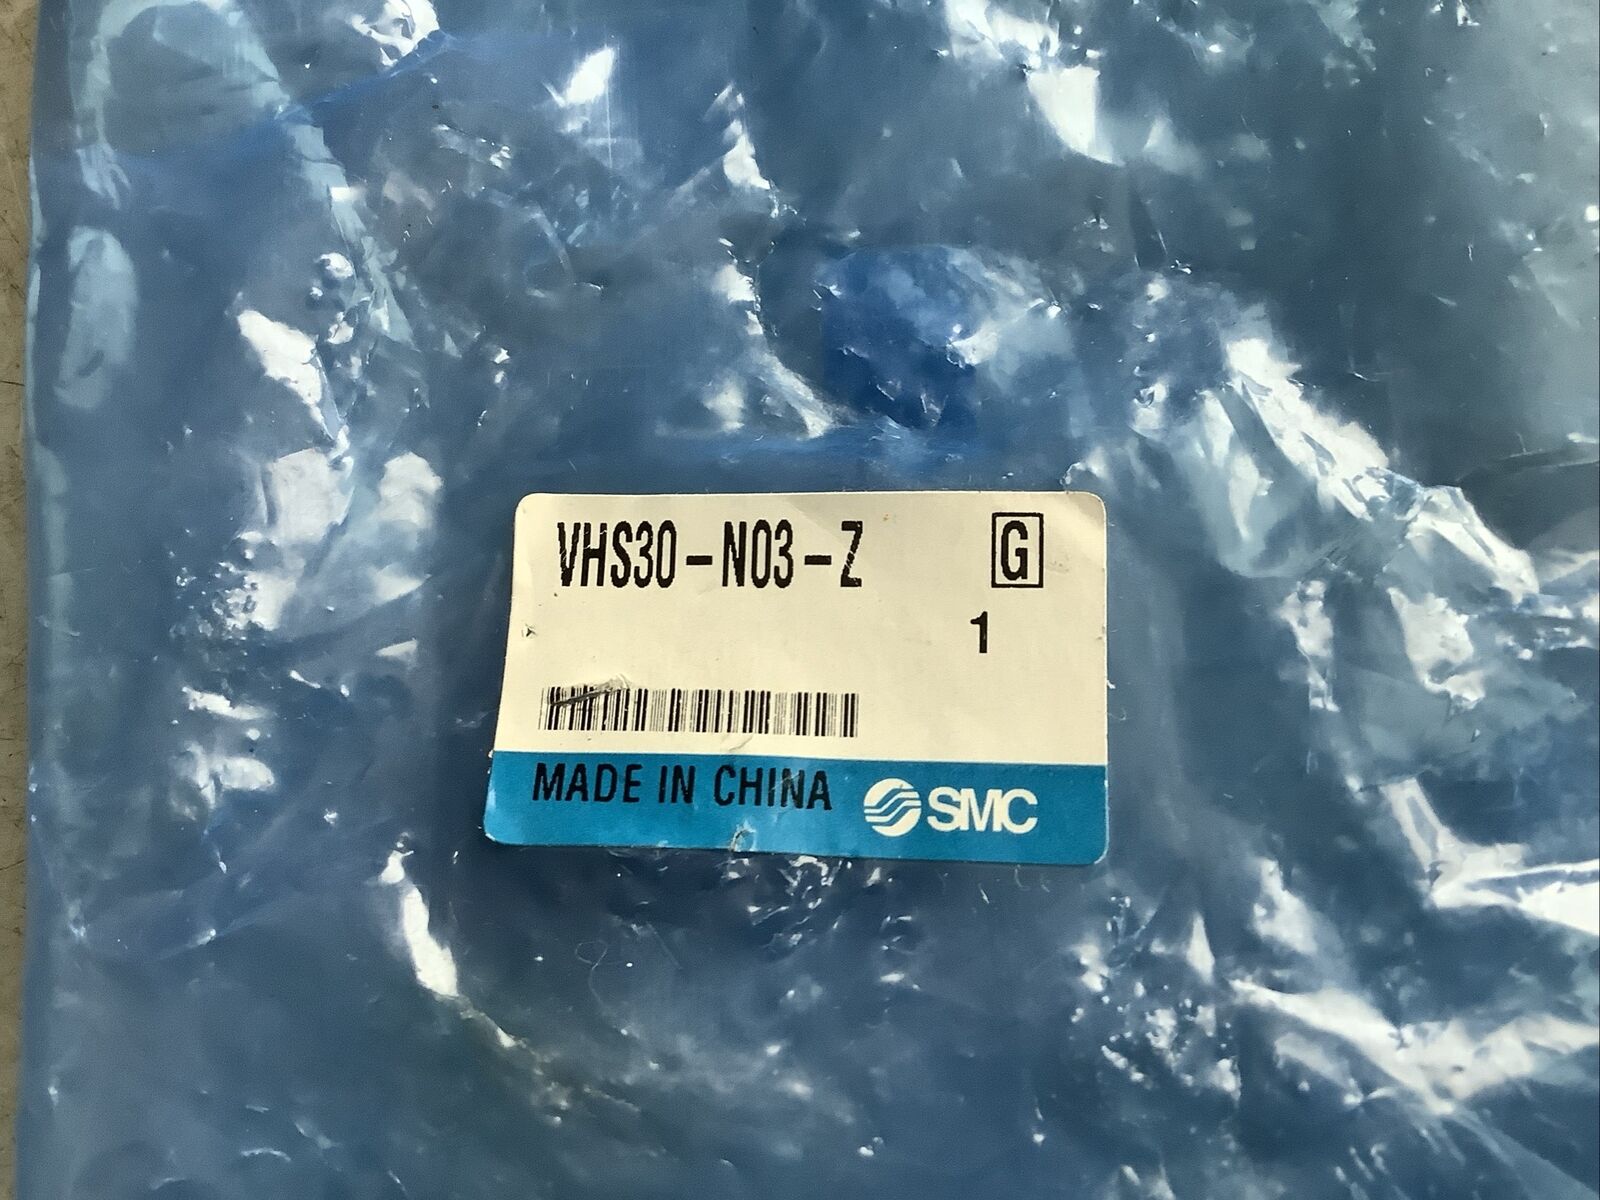 VHS30-N03-Z G
1
MADE IN CHINA SMC